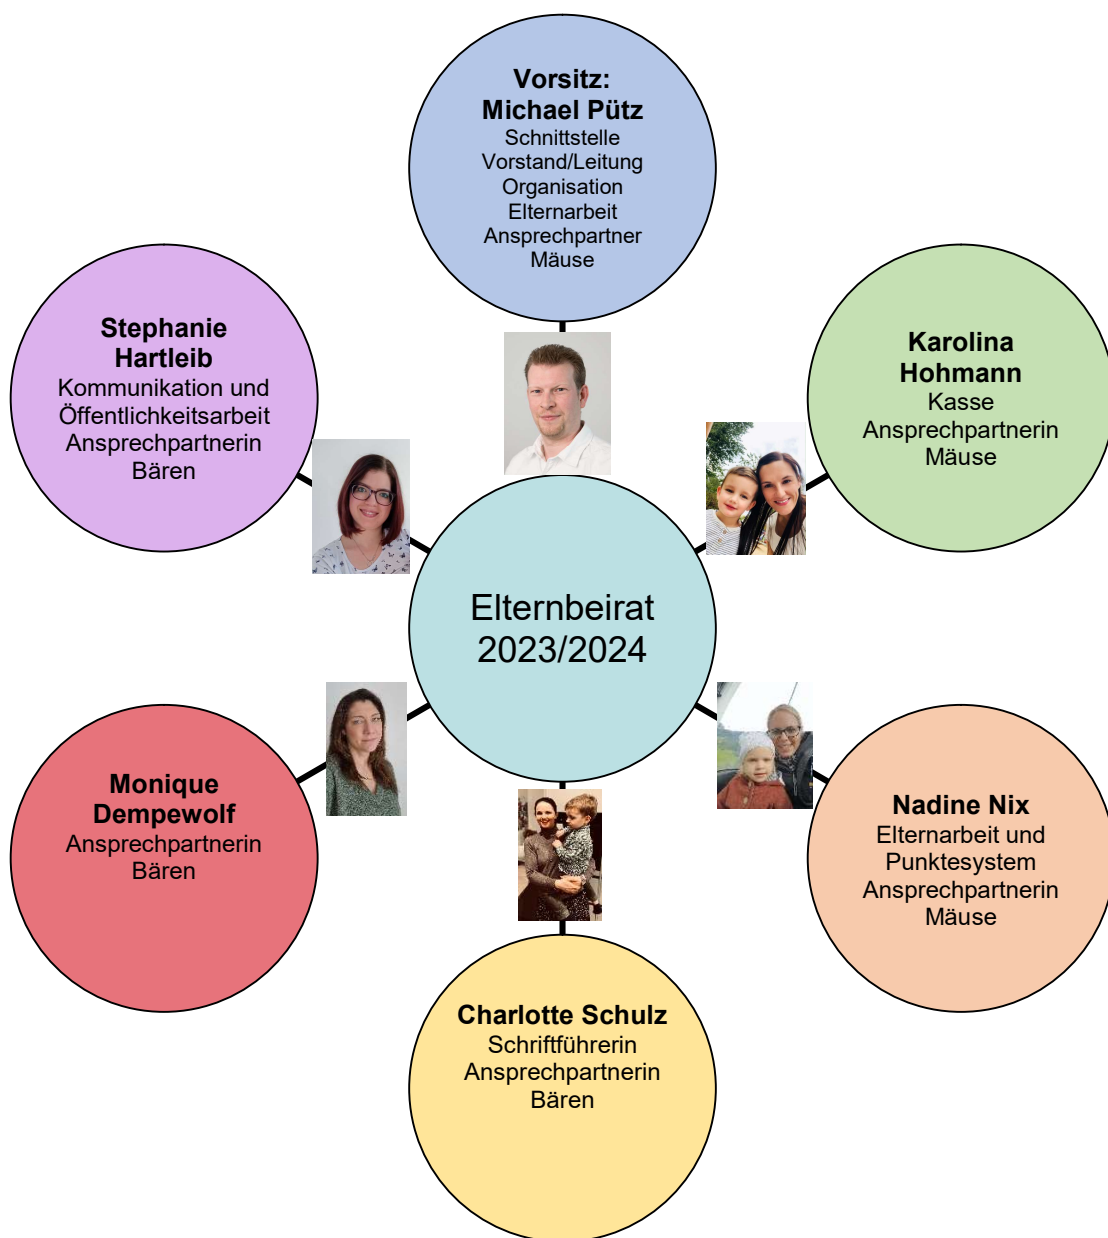 Vorsitz:
Michael Pütz
Schnittstelle
Vorstand/Leitung
Organisation
Elternarbeit
Ansprechpartner
Mäuse
Stephanie
Hartleib
Kommunikation und
Öffentlichkeitsarbeit
Ansprechpartnerin
Bären
Karolina
Hohmann
Kasse
Ansprechpartnerin
Mäuse
Elternbeirat
2023/2024
Monique
Dempewolf
Ansprechpartnerin
Bären
Nadine Nix
Elternarbeit und
Punktesystem
Ansprechpartnerin
Mäuse
Charlotte Schulz
Schriftführerin
Ansprechpartnerin
Bären